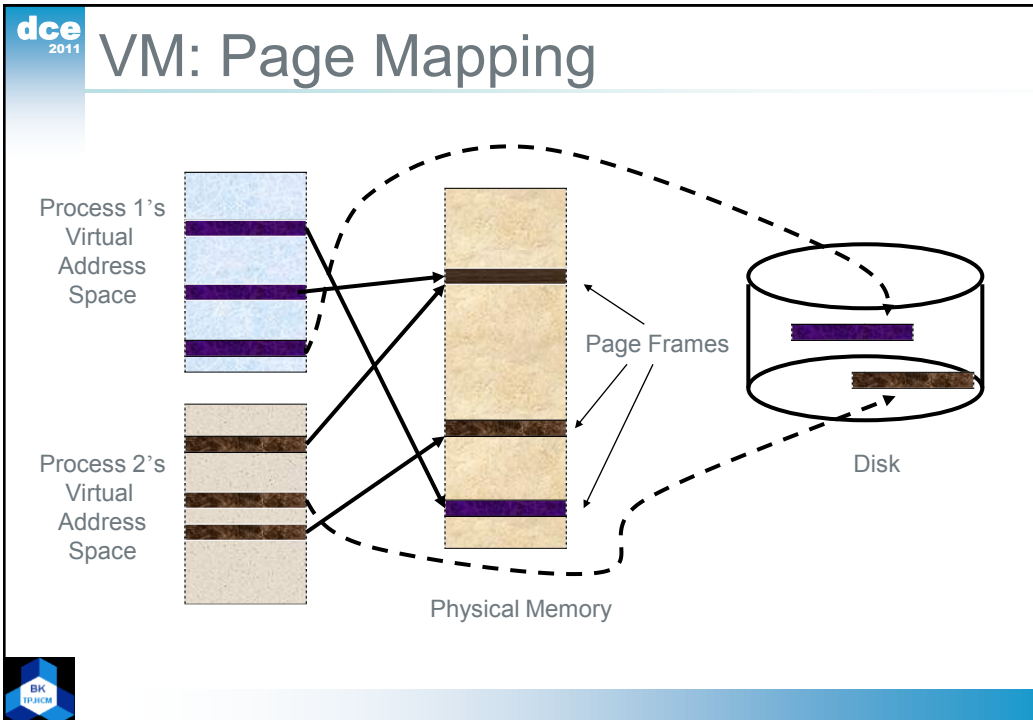 dce
2011
VM: Page Mapping
Process 1’s
Virtual
Address
Space
Page Frames
Process 2’s
Virtual
Address
Space
Disk
Physical Memory
BK
TP.HCM